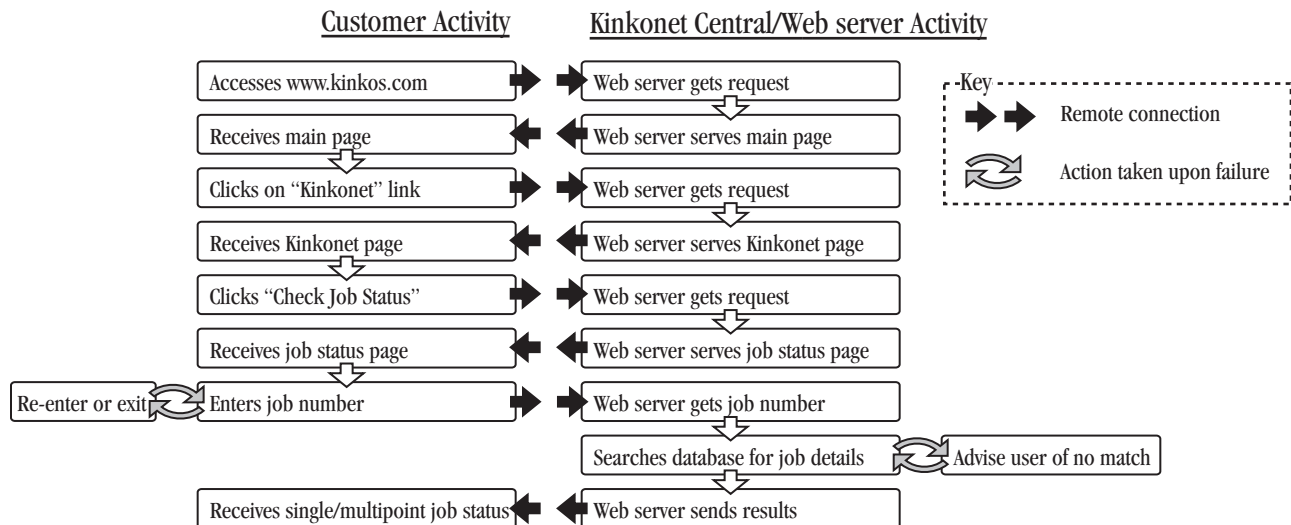 Customer Activity
Kinkonet Central/Web server Activity
Accesses www.kinkos.com
Web server gets request
Key
Remote connection
Action taken upon failure
Receives main page
Web server serves main page
Clicks on “Kinkonet” link
Web server gets request
Receives Kinkonet page
Web server serves Kinkonet page
Clicks “Check Job Status”
Web server gets request
Receives job status page
Web server serves job status page
Re-enter or exit
Enters job number
Web server gets job number
Searches database for job details
Advise user of no match
Receives single/multipoint job status
Web server sends results